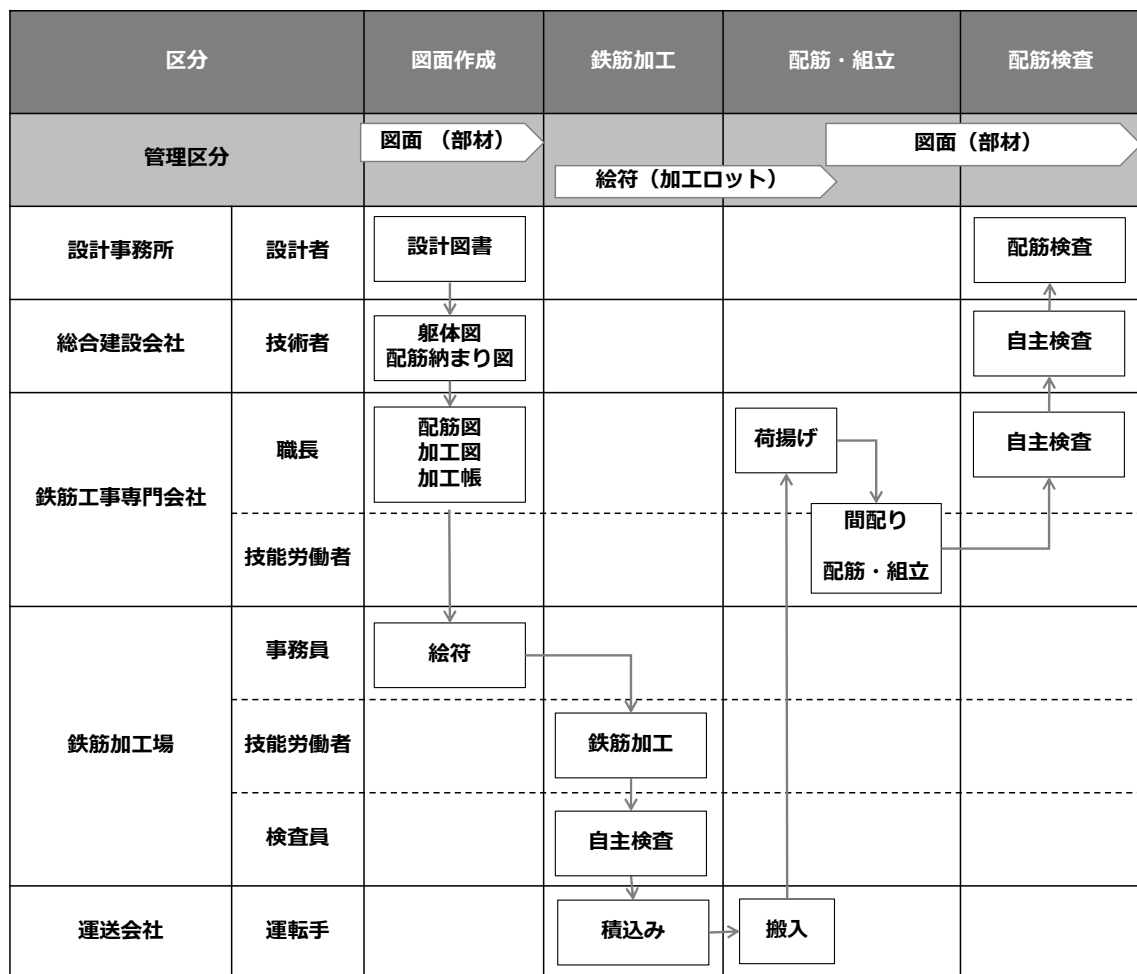 区分
図面作成
鉄筋加工
配筋・組立
配筋検査
管理区分
図面 （部材）
絵符（加工ロット）
図面（部材）
設計事務所
設計者
設計図書
配筋検査
総合建設会社
技術者
躯体図
配筋納まり図
自主検査
鉄筋工事専門会社
職長
配筋図
加工図
加工帳
荷揚げ
自主検査
技能労働者
間配り
配筋・組立
鉄筋加工場
事務員
絵符
技能労働者
鉄筋加工
検査員
自主検査
運送会社
運転手
積込み
搬入